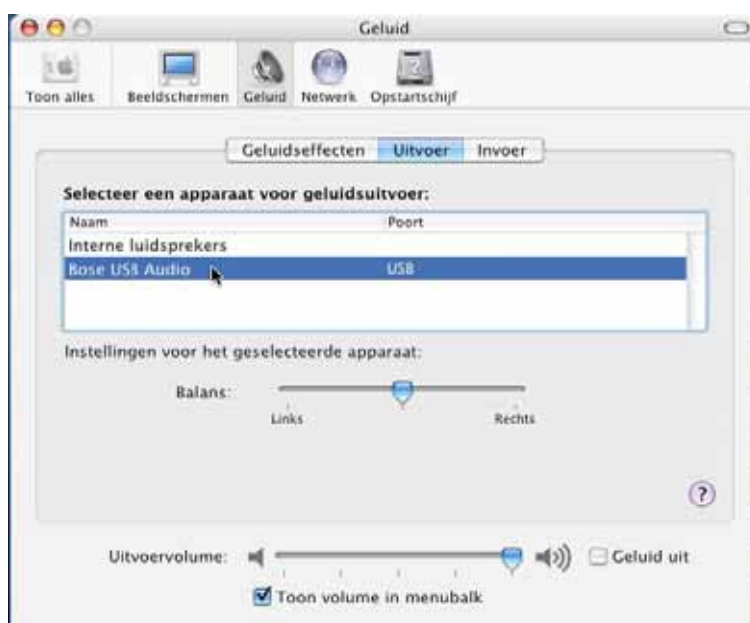 Geluid
Toon alles Beeldschermen Geluid Netwerk Opstartschijf
Geluidseffecten Uitvoer Invoer
Selecteer een apparaat voor geluidsuitvoer:
Naam Poort
Interne luidsprekers
Bose USB Audio USB
Instellingen voor het geselecteerde apparaat:
Balans:
Links Rechts
?
Uitvoervolume: Geluid uit
Toon volume in menubalk